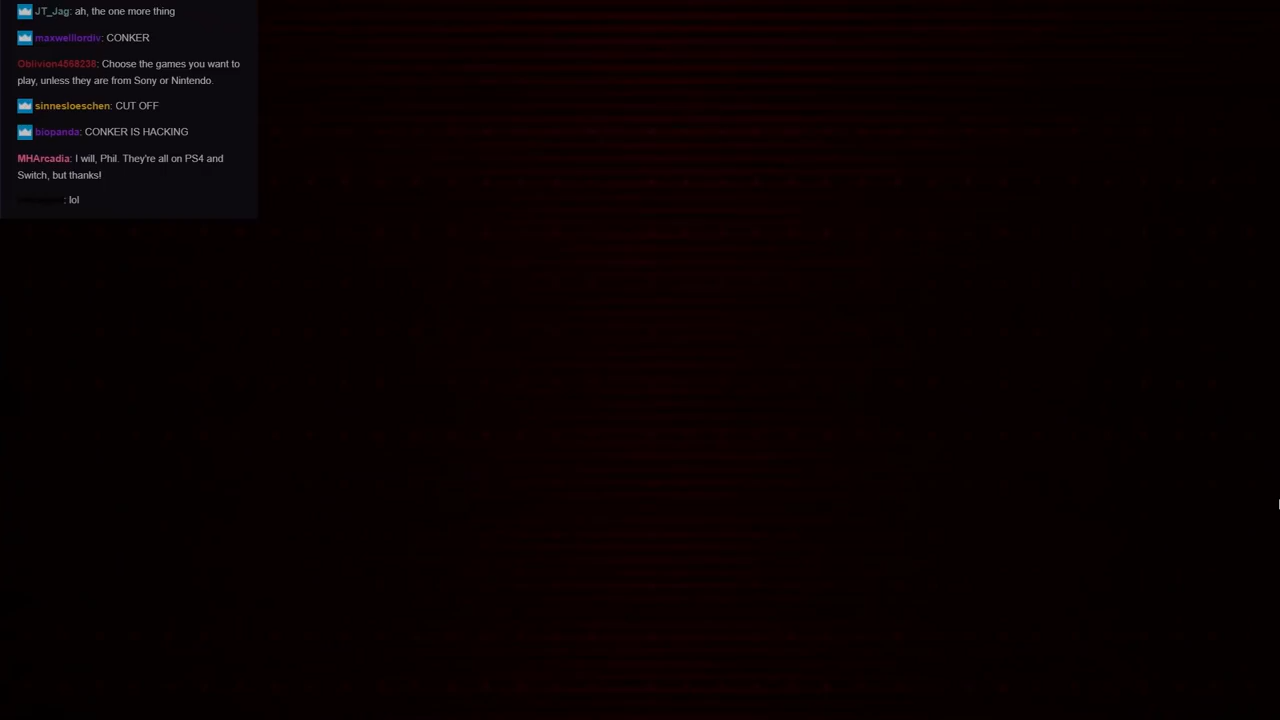 JT_Jag: ah, the one more thing
maxwelllordiv: CONKER
Oblivion4568238: Choose the games you want to
play, unless they are from Sony or Nintendo.
sinnesloeschen: CUT OFF
biopanda: CONKER IS HACKING
MHArcadia: I will, Phil. They're all on PS4 and
Switch, but thanks!
: lol